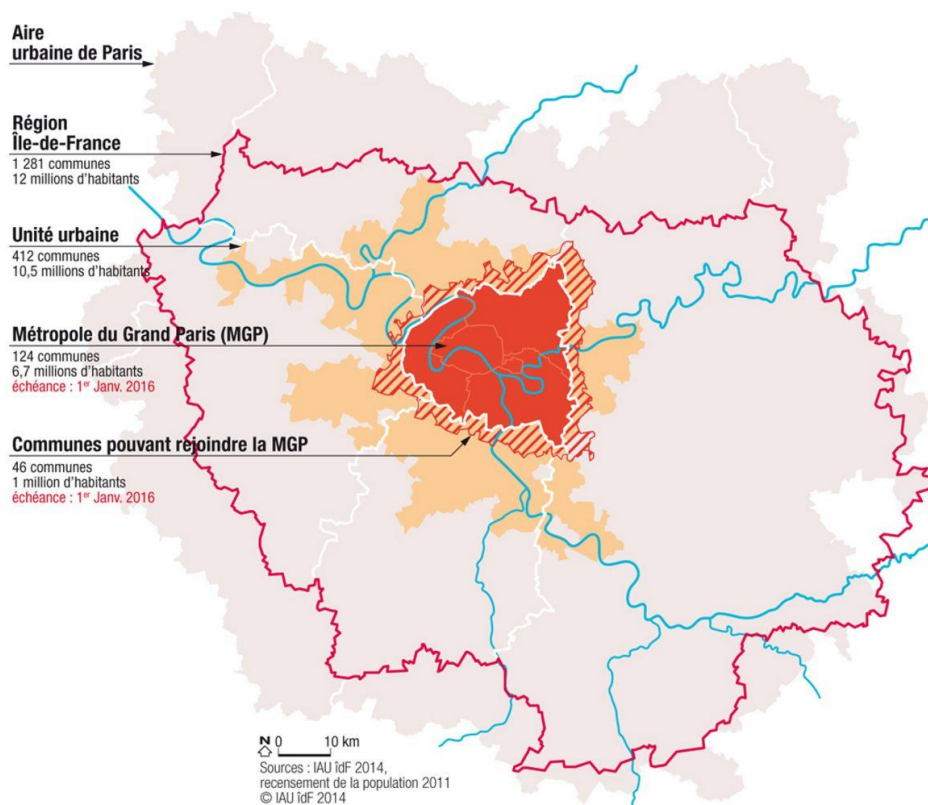 Aire
urbaine de Paris
Région
Île-de-France
1 281 communes
12 millions d'habitants
Unité urbaine
412 communes
10,5 millions d'habitants
Métropole du Grand Paris (MGP)
124 communes
6,7 millions d'habitants
échéance : 1er Janv. 2016
Communes pouvant rejoindre la MGP
46 communes
1 million d'habitants
échéance : 1er Janv. 2016
N 0 10 km
Sources : IAU îdF 2014,
recensement de la population 2011
© IAU îdF 2014